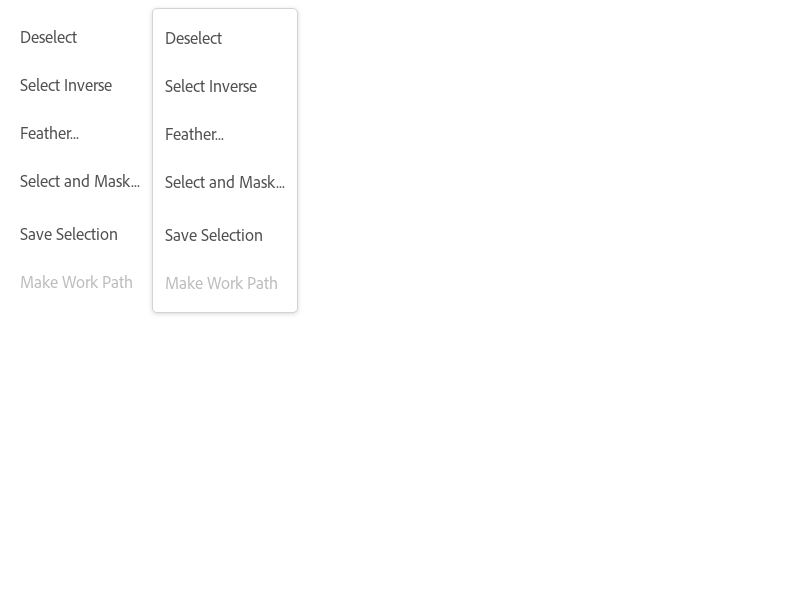 Deselect
Select Inverse
Feather...
Select and Mask...
Save Selection
Make Work Path
Deselect
Select Inverse
Feather...
Select and Mask...
Save Selection
Make Work Path